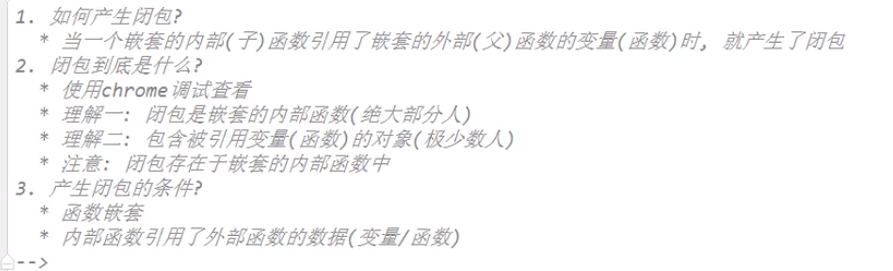 1. 如何产生闭包?
* 当一个嵌套的内部(子)函数引用了嵌套的外部(父)函数的变量(函数)时, 就产生了闭包
2. 闭包到底是什么?
* 使用chrome调试查看
* 理解一: 闭包是嵌套的内部函数(绝大部分人)
* 理解二: 包含被引用变量(函数)的对象(极少数人)
* 注意: 闭包存在于嵌套的内部函数中
3. 产生闭包的条件?
* 函数嵌套
* 内部函数引用了外部函数的数据(变量/函数)
-->